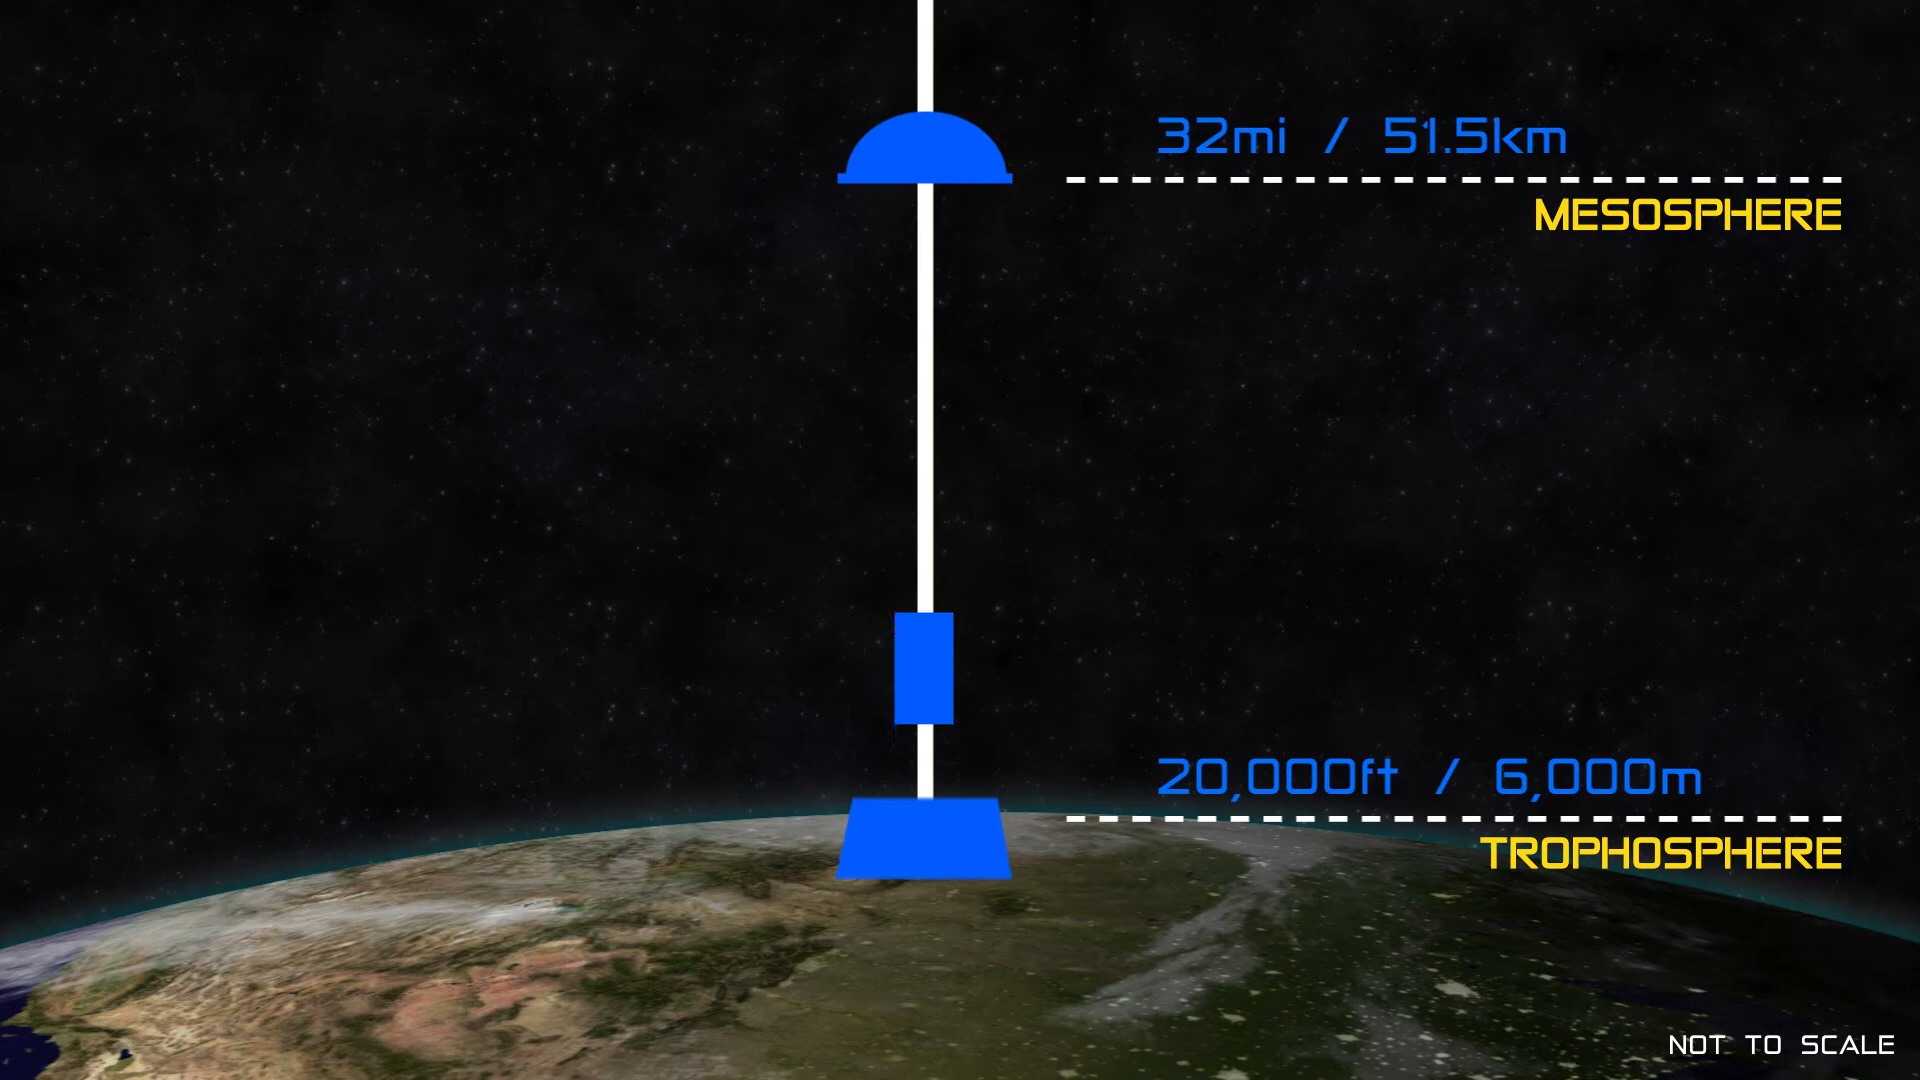 32mi / 51.5km
MESOSPHERE
20,000ft / 6,000m
TROPHOSPHERE
NOT TO SCALE